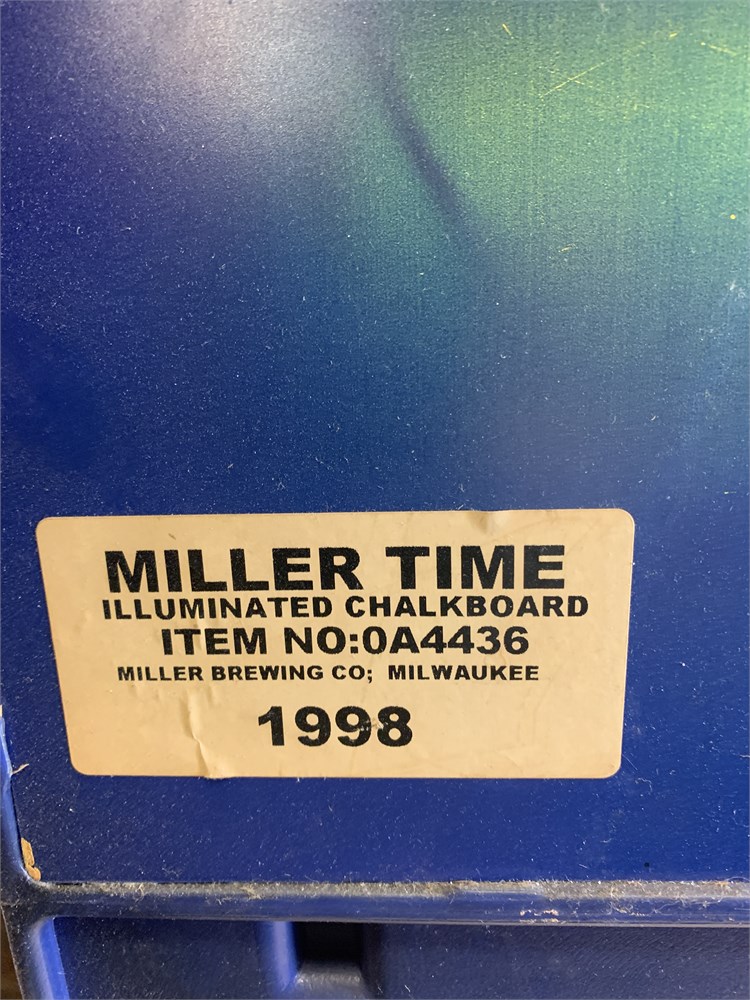 MILLER TIME
ILLUMINATED CHALKBOARD
ITEM NO:0A4436
MILLER BREWING CO; MILWAUKEE
1998